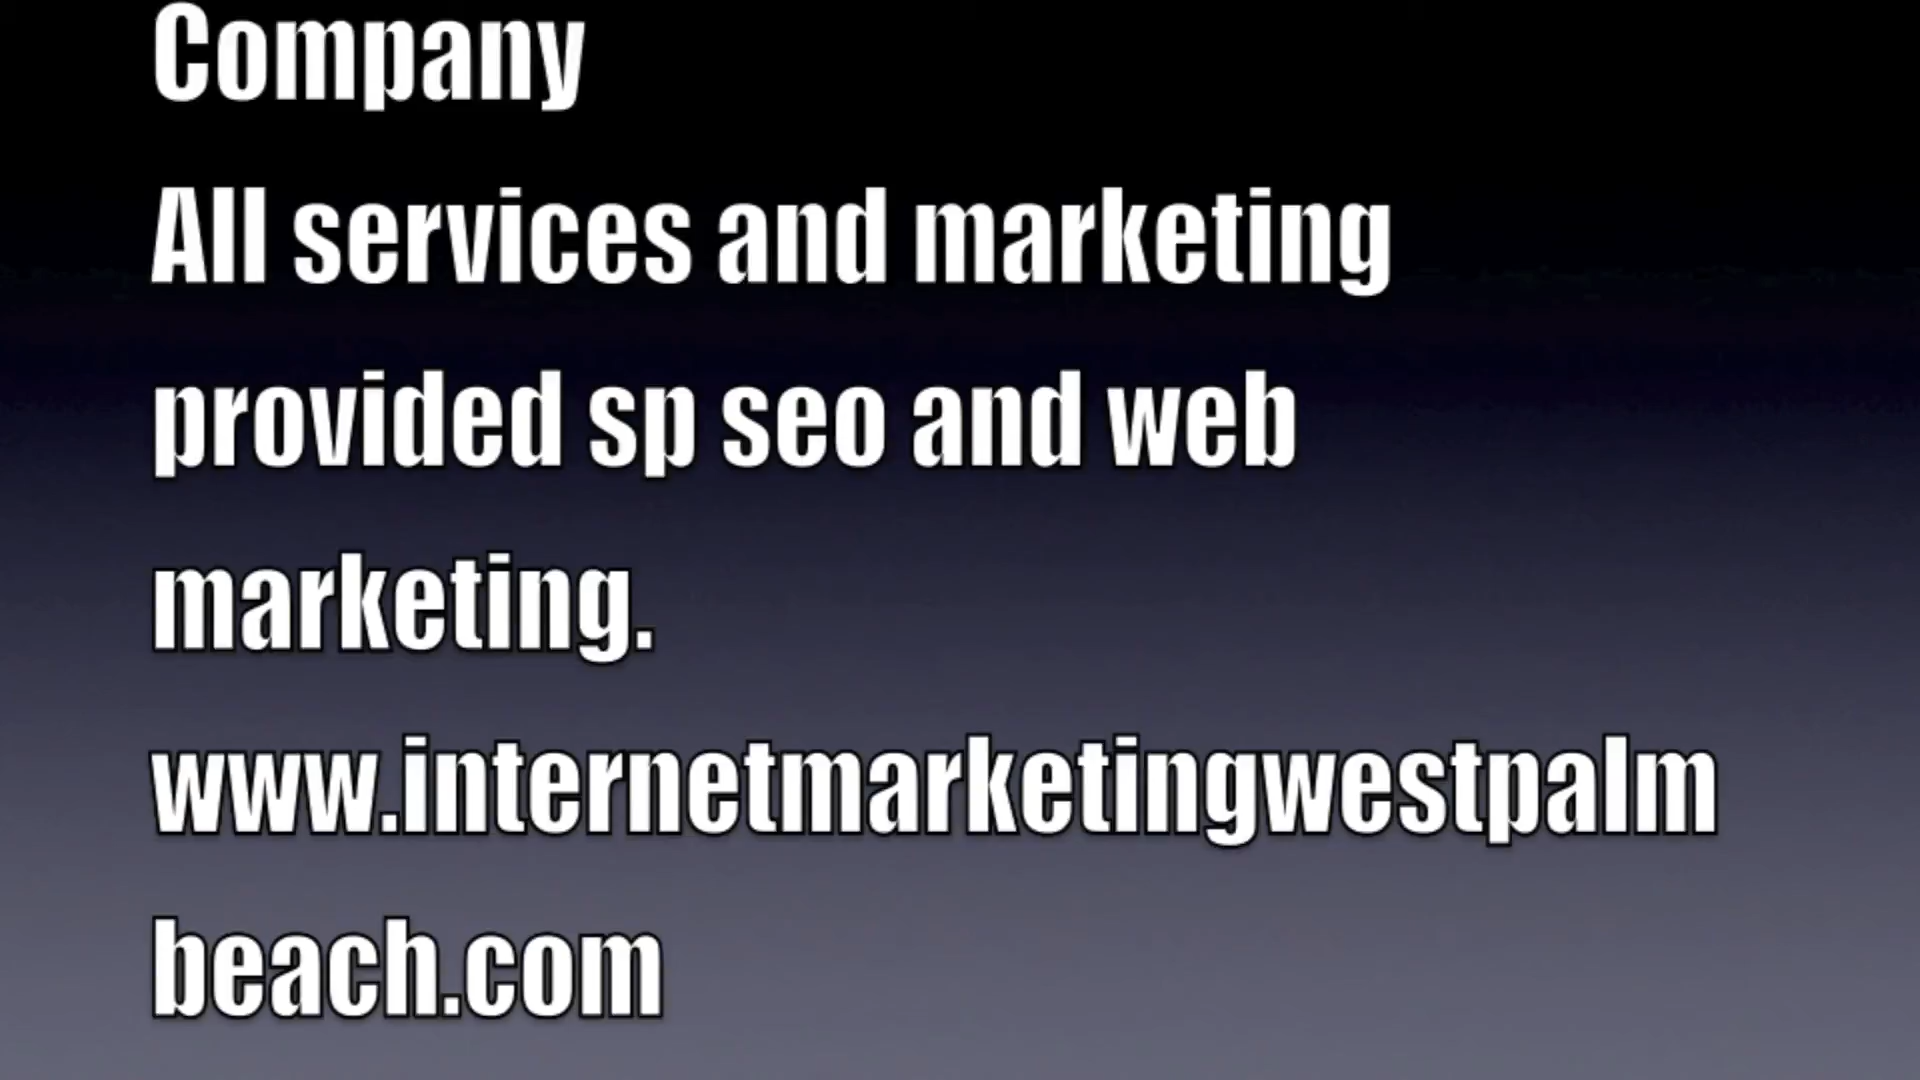 Company
All services and marketing
provided sp seo and web
marketing.
www.internetmarketingwestpalm
beach.com